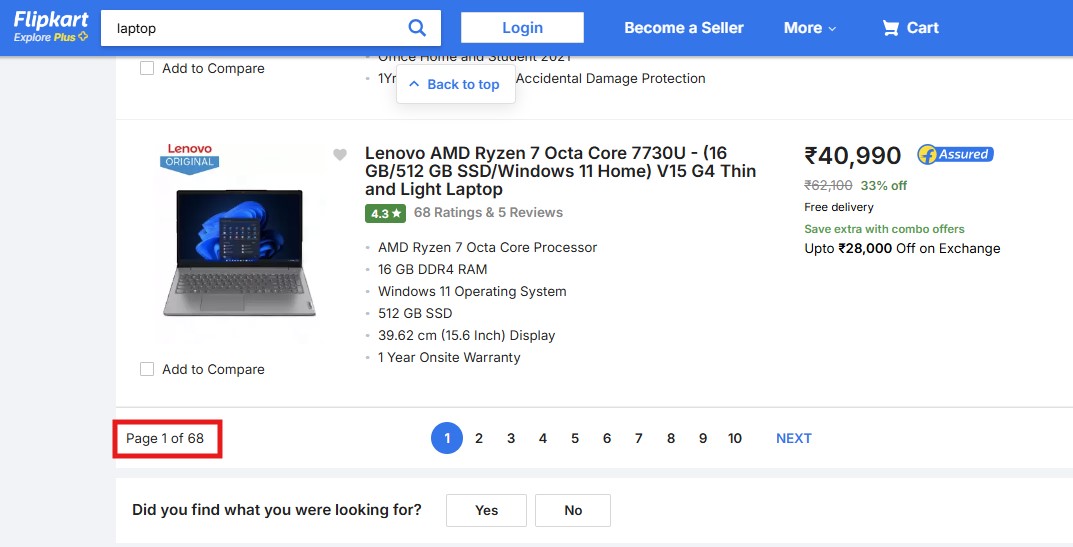 Flipkart
Explore Plus
laptop
Login
Become a Seller
More
Cart
Office Home and Student 2021
Add to Compare
1Yr
Accidental Damage Protection
Back to top
Lenovo
ORIGINAL
Lenovo AMD Ryzen 7 Octa Core 7730U - (16
GB/512 GB SSD/Windows 11 Home) V15 G4 Thin
and Light Laptop
4.3 ★ 68 Ratings & 5 Reviews
AMD Ryzen 7 Octa Core Processor
16 GB DDR4 RAM
Windows 11 Operating System
512 GB SSD
39.62 cm (15.6 Inch) Display
1 Year Onsite Warranty
₹40,990
Assured
₹62,100 33% off
Free delivery
Save extra with combo offers
Upto ₹28,000 Off on Exchange
Add to Compare
Page 1 of 68
1 2 3 4 5 6 7 8 9 10 NEXT
Did you find what you were looking for? Yes No